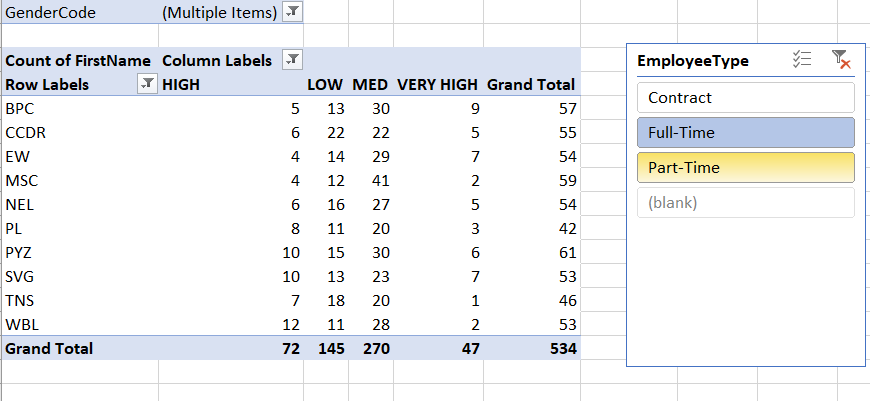 GenderCode (Multiple Items)
Count of FirstName Column Labels
Row Labels HIGH LOW MED VERY HIGH Grand Total
BPC 5 13 30 9 57
CCDR 6 22 22 5 55
EW 4 14 29 7 54
MSC 4 12 41 2 59
NEL 6 16 27 5 54
PL 8 11 20 3 42
PYZ 10 15 30 6 61
SVG 10 13 23 7 53
TNS 7 18 20 1 46
WBL 12 11 28 2 53
Grand Total 72 145 270 47 534
EmployeeType
Contract
Full-Time
Part-Time
(blank)